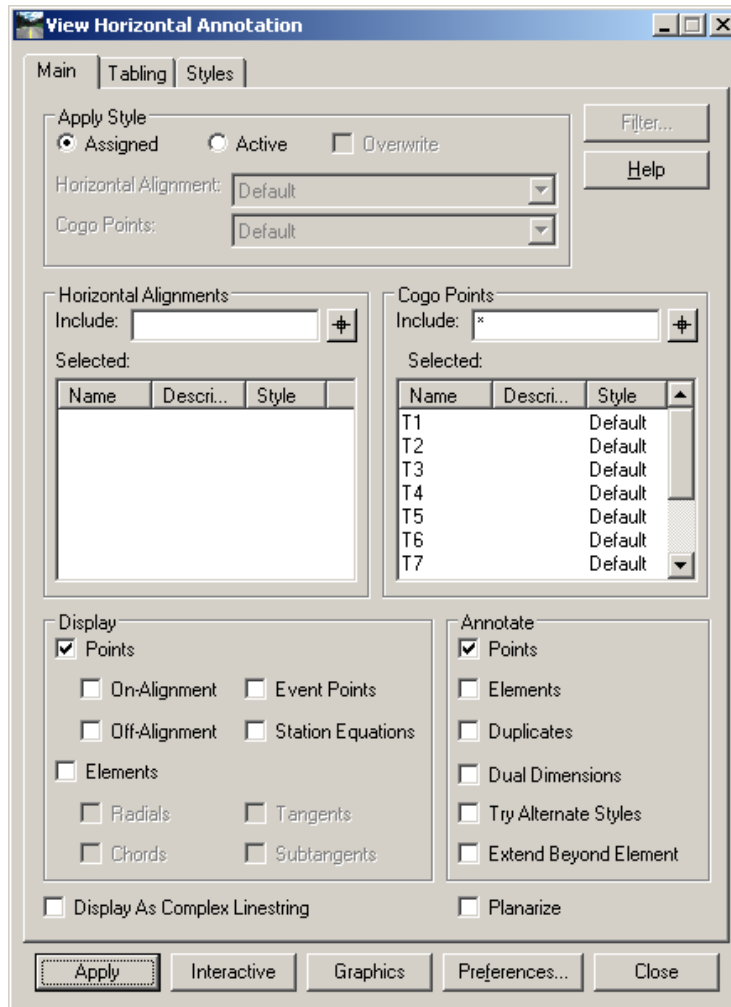 View Horizontal Annotation
Main Tabling Styles
Apply Style
Assigned Active Overwrite
Filter...
Help
Horizontal Alignment: Default
Cogo Points: Default
Horizontal Alignments
Include:
Selected:
Name Descri... Style
Cogo Points
Include: *
Selected:
Name Descri... Style
T1 Default
T2 Default
T3 Default
T4 Default
T5 Default
T6 Default
T7 Default
Display
Points
On-Alignment Event Points
Off-Alignment Station Equations
Elements
Radials Tangents
Chords Subtangents
Annotate
Points
Elements
Duplicates
Dual Dimensions
Try Alternate Styles
Extend Beyond Element
Display As Complex Linestring
Planarize
Apply Interactive Graphics Preferences... Close